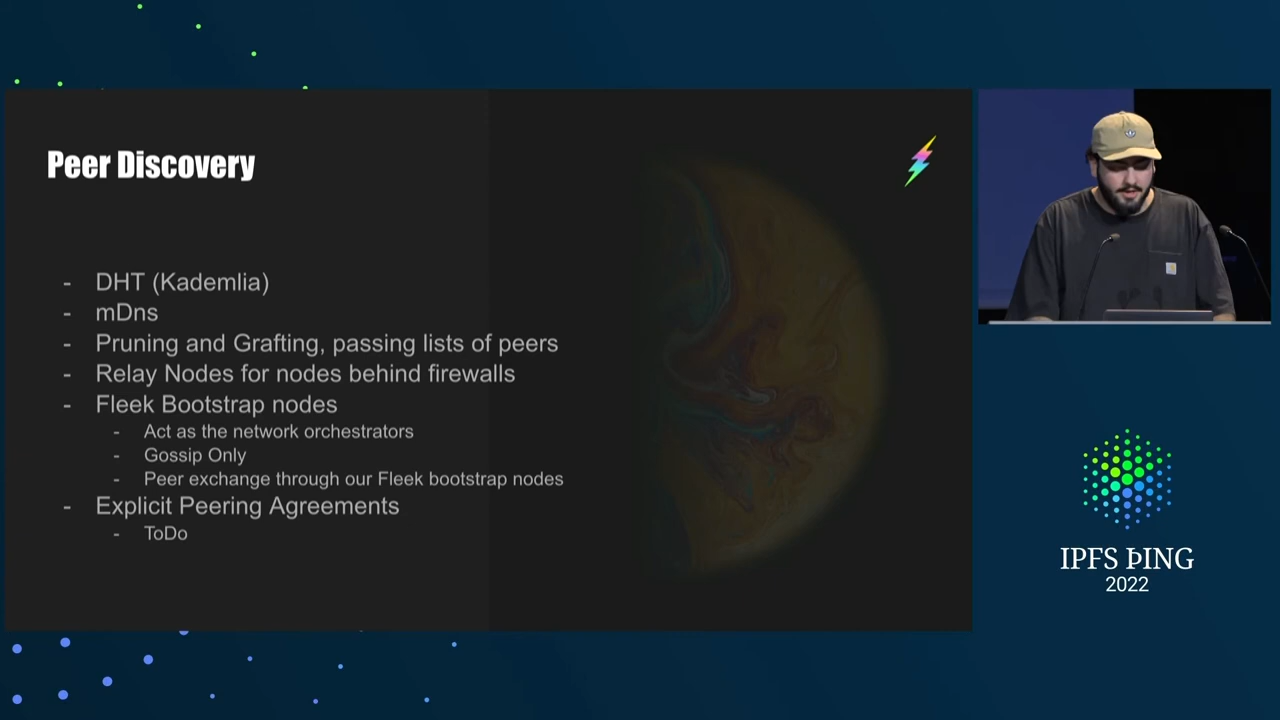 Peer Discovery
- DHT (Kademlia)
- mDns
- Pruning and Grafting, passing lists of peers
- Relay Nodes for nodes behind firewalls
- Fleek Bootstrap nodes
- Act as the network orchestrators
- Gossip Only
- Peer exchange through our Fleek bootstrap nodes
- Explicit Peering Agreements
- ToDo
IPFS ÞING
2022